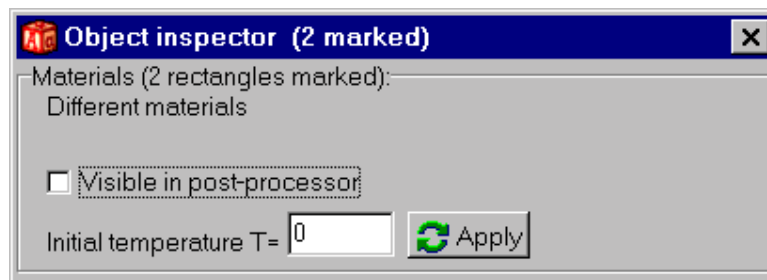 Object inspector (2 marked)
Materials (2 rectangles marked):
Different materials
Visible in post-processor
Initial temperature T= 0 Apply